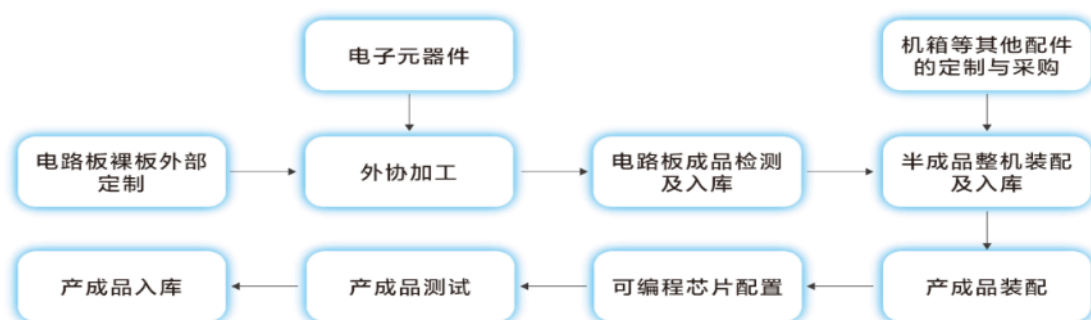 电子元器件
机箱等其他配件
的定制与采购
电路板裸板外部
定制
外协加工
电路板成品检测
及入库
半成品整机装配
及入库
产成品入库
产成品测试
可编程芯片配置
产成品装配